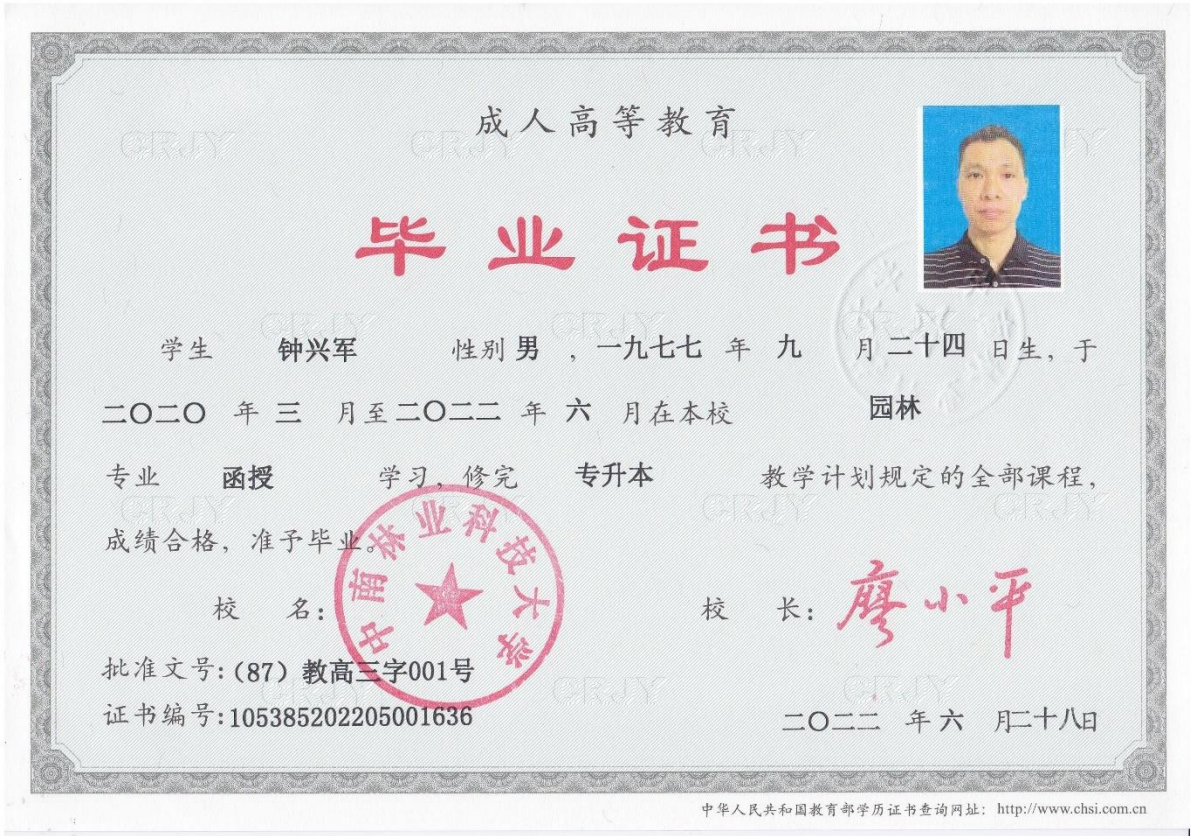 成人高等教育
毕业证书
学生 钟兴军 性别 男 ，一九七七 年 九 月 二十四 日生，于
二〇二〇 年 三 月至 二〇二二 年 六 月在本校 园林
专业 函授 学习，修完 专升本 教学计划规定的全部课程，
成绩合格，准予毕业。
中南林业科技大学
校 名：
校 长：廖小平
批准文号：(87) 教高三字001号
证书编号：105385202205001636
二〇二二 年 六 月二十八日
中华人民共和国教育部学历证书查询网址：http://www.chsi.com.cn
CRJY